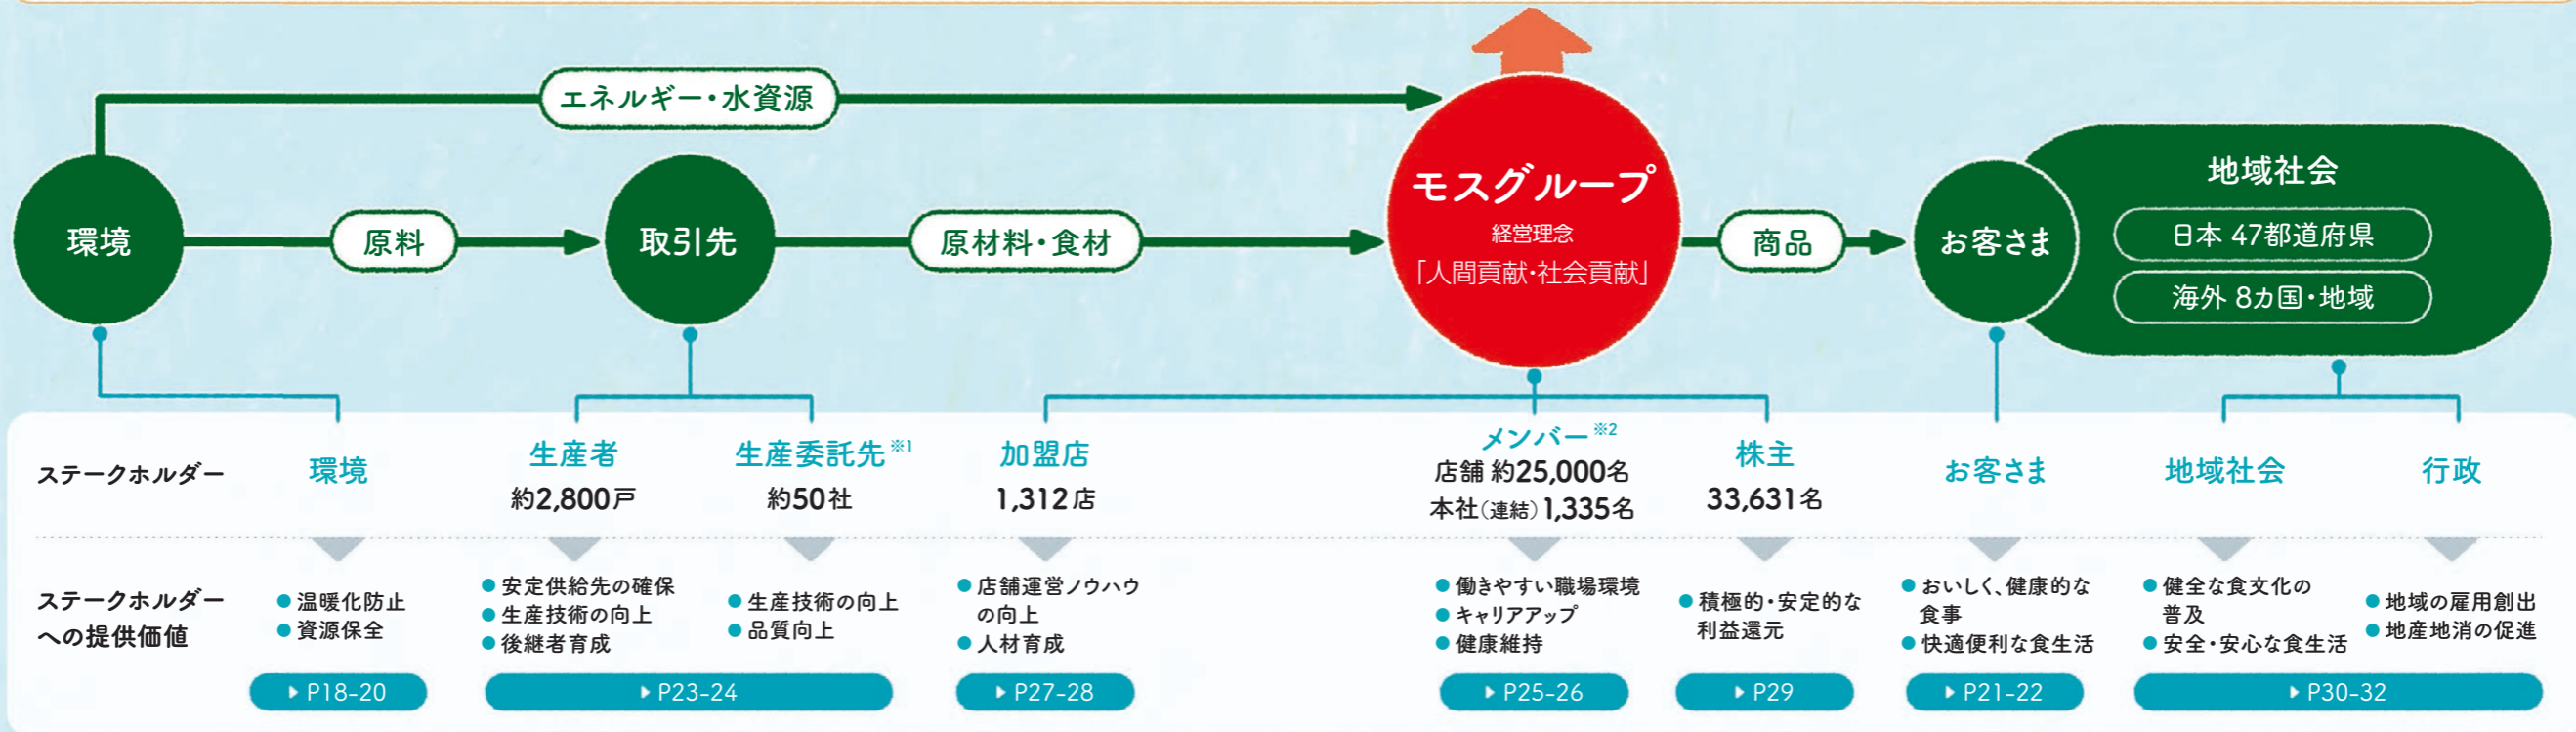 エネルギー・水資源
環境
原料
取引先
原材料・食材
モスグループ
経営理念
「人間貢献・社会貢献」
商品
お客さま
地域社会
日本 47都道府県
海外 8カ国・地域
ステークホルダー
環境
生産者
約2,800戸
生産委託先※1
約50社
加盟店
1,312店
メンバー※2
店舗 約25,000名
本社(連結)1,335名
株主
33,631名
お客さま
地域社会
行政
ステークホルダー
への提供価値
● 温暖化防止
● 資源保全
▶ P18-20
● 安定供給先の確保
● 生産技術の向上
● 後継者育成
● 生産技術の向上
● 品質向上
▶ P23-24
● 店舗運営ノウハウ
の向上
● 人材育成
▶ P27-28
● 働きやすい職場環境
● キャリアアップ
● 健康維持
▶ P25-26
● 積極的・安定的な
利益還元
▶ P29
● おいしく、健康的な
食事
● 快適便利な食生活
▶ P21-22
● 健全な食文化の
普及
● 安全・安心な食生活
● 地域の雇用創出
● 地産地消の促進
▶ P30-32